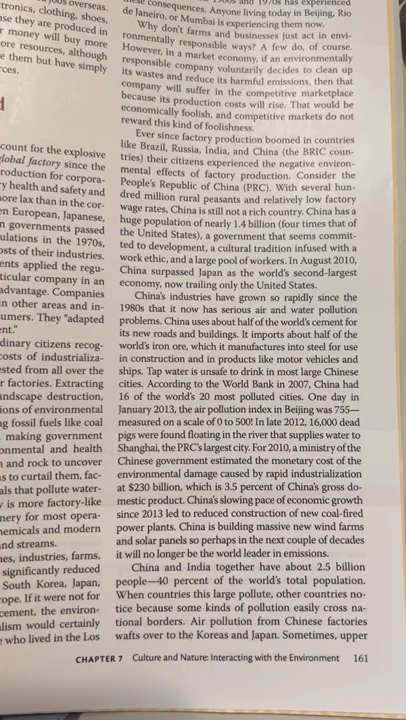 jobs overseas.
tronics, clothing, shoes,
use they are produced in
r money will buy more
ore resources, although
e them but have simply
rces.
d
count for the explosive
global factory since the
roduction for corpora-
y health and safety and
ore lax than in the cor-
en European, Japanese,
n governments passed
ulations in the 1970s,
osts of their industries.
ents applied the regu-
ticular company in an
advantage. Companies
in other areas and in-
umers. They "adapted
ent."
dinary citizens recog-
costs of industrializa-
ested from all over the
r factories. Extracting
andscape destruction,
ions of environmental
ng fossil fuels like coal
making government
onmental and health
n and rock to uncover
as to curtail them, fac-
als that pollute water
y is more factory-like
nery for most opera-
hemicals and modern
nd streams.
nes, industries, farms,
significantly reduced
South Korea, Japan,
rope. If it were not for
cement, the environ-
alism would certainly
who lived in the Los
these consequences. Anyone living today in Beijing, Rio
de Janeiro, or Mumbai is experiencing them now.
Why don't farms and businesses just act in envi-
ronmentally responsible ways? A few do, of course.
However, in a market economy, if an environmentally
responsible company voluntarily decides to clean up
its wastes and reduce its harmful emissions, then that
company will suffer in the competitive marketplace
because its production costs will rise. That would be
economically foolish, and competitive markets do not
reward this kind of foolishness.
Ever since factory production boomed in countries
like Brazil, Russia, India, and China (the BRIC coun-
tries) their citizens experienced the negative environ-
mental effects of factory production. Consider the
People's Republic of China (PRC). With several hun-
dred million rural peasants and relatively low factory
wage rates, China is still not a rich country. China has a
huge population of nearly 1.4 billion (four times that of
the United States), a government that seems commit-
ted to development, a cultural tradition infused with a
work ethic, and a large pool of workers. In August 2010,
China surpassed Japan as the world's second-largest
economy, now trailing only the United States.
China's industries have grown so rapidly since the
1980s that it now has serious air and water pollution
problems. China uses about half of the world's cement for
its new roads and buildings. It imports about half of the
world's iron ore, which it manufactures into steel for use
in construction and in products like motor vehicles and
ships. Tap water is unsafe to drink in most large Chinese
cities. According to the World Bank in 2007, China had
16 of the world's 20 most polluted cities. One day in
January 2013, the air pollution index in Beijing was 755—
measured on a scale of 0 to 500! In late 2012, 16,000 dead
pigs were found floating in the river that supplies water to
Shanghai, the PRC's largest city. For 2010, a ministry of the
Chinese government estimated the monetary cost of the
environmental damage caused by rapid industrialization
at $230 billion, which is 3.5 percent of China's gross do-
mestic product. China's slowing pace of economic growth
since 2013 led to reduced construction of new coal-fired
power plants. China is building massive new wind farms
and solar panels so perhaps in the next couple of decades
it will no longer be the world leader in emissions.
China and India together have about 2.5 billion
people—40 percent of the world's total population.
When countries this large pollute, other countries no-
tice because some kinds of pollution easily cross na-
tional borders. Air pollution from Chinese factories
wafts over to the Koreas and Japan. Sometimes, upper
CHAPTER 7 Culture and Nature: Interacting with the Environment 161